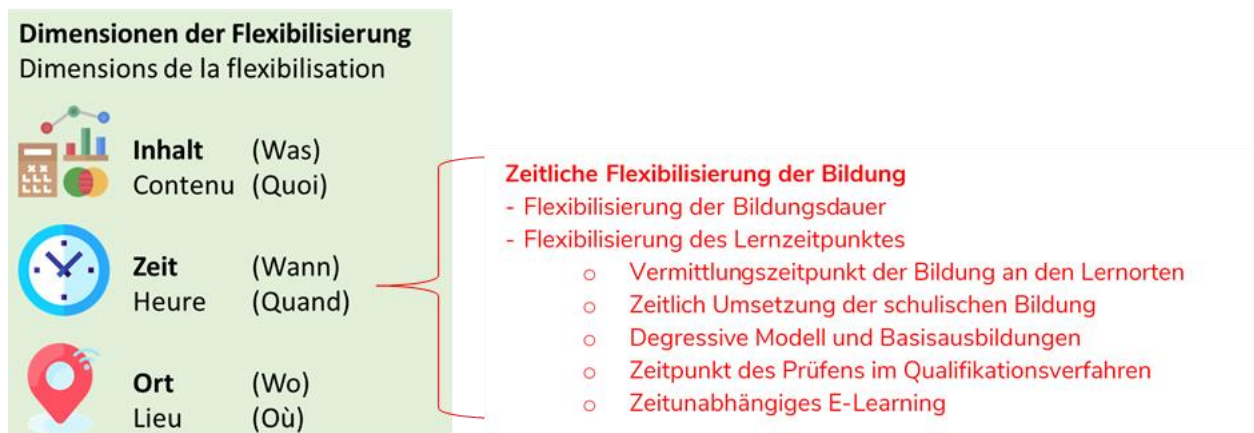 Dimensionen der Flexibilisierung
Dimensions de la flexibilisation
Inhalt (Was)
Contenu (Quoi)
Zeit (Wann)
Heure (Quand)
Ort (Wo)
Lieu (Où)
Zeitliche Flexibilisierung der Bildung
- Flexibilisierung der Bildungsdauer
- Flexibilisierung des Lernzeitpunktes
o Vermittlungszeitpunkt der Bildung an den Lernorten
o Zeitlich Umsetzung der schulischen Bildung
o Degressive Modell und Basisausbildungen
o Zeitpunkt des Prüfens im Qualifikationsverfahren
o Zeitunabhängiges E-Learning